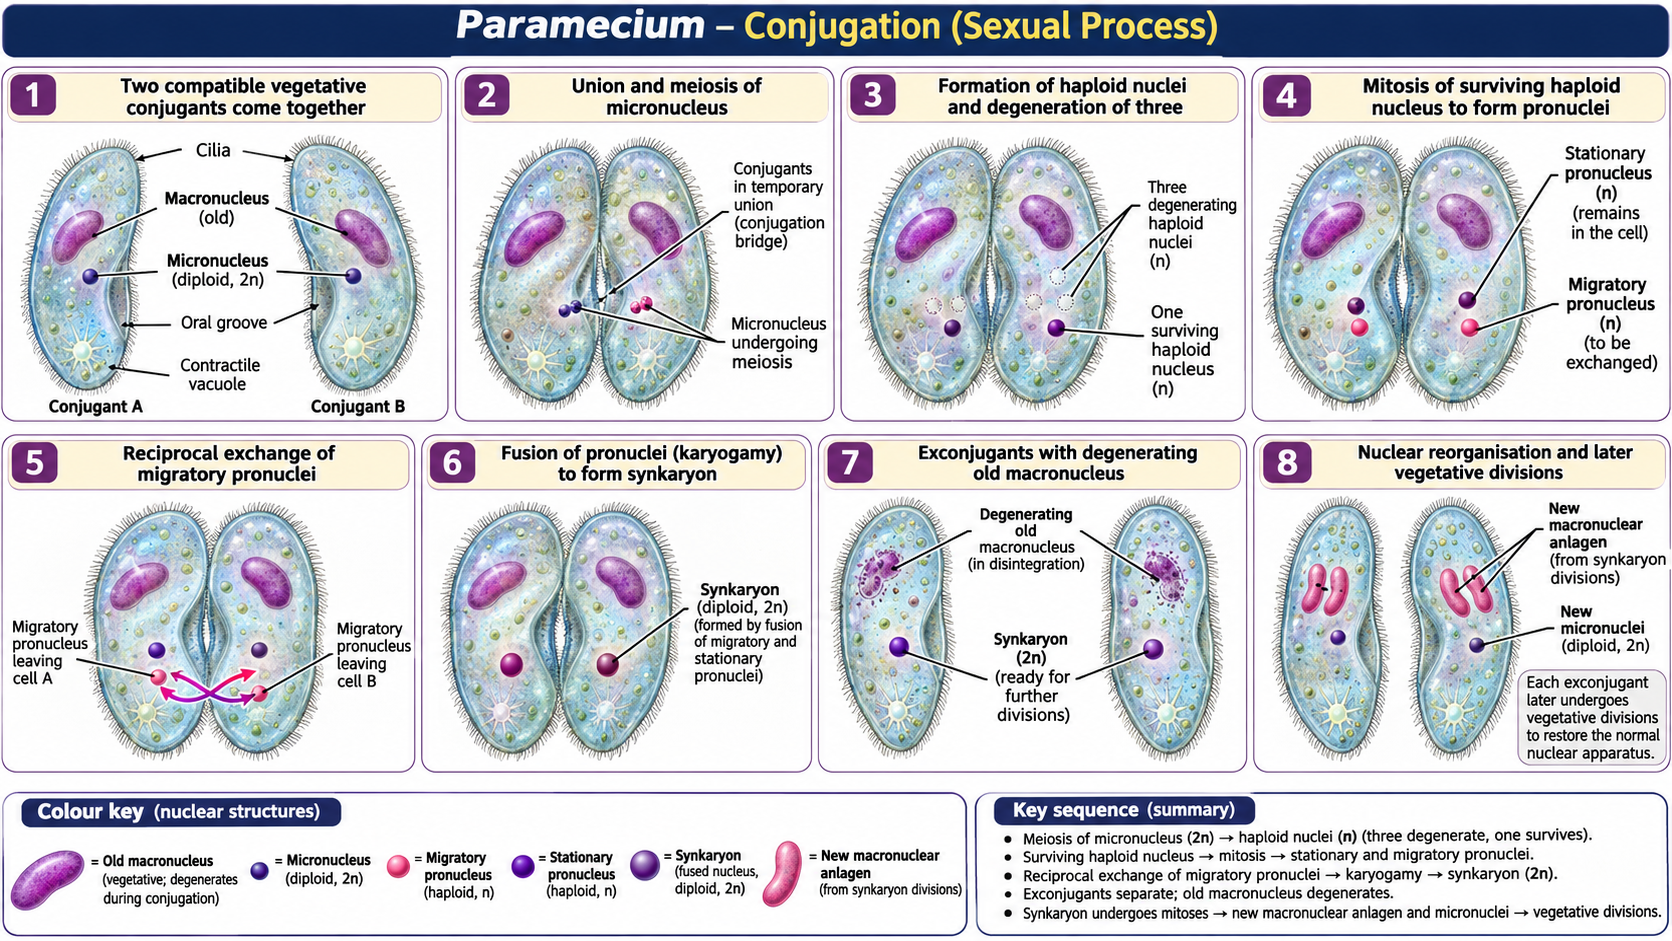 Paramecium – Conjugation (Sexual Process)
1
Two compatible vegetative
conjugants come together
Cilia
Macronucleus
(old)
Micronucleus
(diploid, 2n)
Oral groove
Contractile
vacuole
Conjugant A
Conjugant B
2
Union and meiosis of
micronucleus
Conjugants
in temporary
union
(conjugation
bridge)
Micronucleus
undergoing
meiosis
3
Formation of haploid nuclei
and degeneration of three
Three
degenerating
haploid
nuclei
(n)
One
surviving
haploid
nucleus
(n)
4
Mitosis of surviving haploid
nucleus to form pronuclei
Stationary
pronucleus
(n)
(remains
in the cell)
Migratory
pronucleus
(n)
(to be
exchanged)
5
Reciprocal exchange of
migratory pronuclei
Migratory
pronucleus
leaving
cell A
Migratory
pronucleus
leaving
cell B
6
Fusion of pronuclei (karyogamy)
to form synkaryon
Synkaryon
(diploid, 2n)
(formed by fusion
of migratory and
stationary
pronuclei)
7
Exconjugants with degenerating
old macronucleus
Degenerating
old
macronucleus
(in disintegration)
Synkaryon
(2n)
(ready for
further
divisions)
8
Nuclear reorganisation and later
vegetative divisions
New
macronuclear
anlagen
(from synkaryon
divisions)
New
micronuclei
(diploid, 2n)
Each exconjugant
later undergoes
vegetative divisions
to restore the normal
nuclear apparatus.
Colour key (nuclear structures)
= Old macronucleus
(vegetative; degenerates
during conjugation)
= Micronucleus
(diploid, 2n)
= Migratory
pronucleus
(haploid, n)
= Stationary
pronucleus
(haploid, n)
= Synkaryon
(fused nucleus,
diploid, 2n)
= New macronuclear
anlagen
(from synkaryon divisions)
Key sequence (summary)
• Meiosis of micronucleus (2n) → haploid nuclei (n) (three degenerate, one survives).
• Surviving haploid nucleus → mitosis → stationary and migratory pronuclei.
• Reciprocal exchange of migratory pronuclei → karyogamy → synkaryon (2n).
• Exconjugants separate; old macronucleus degenerates.
• Synkaryon undergoes mitoses → new macronuclear anlagen and micronuclei → vegetative divisions.